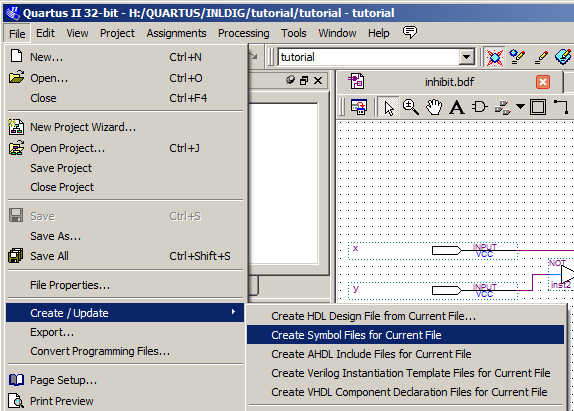 Quartus II 32-bit - H:/QUARTUS/INLDIG/tutorial/tutorial - tutorial
File Edit View Project Assignments Processing Tools Window Help
New... Ctrl+N
tutorial
Open... Ctrl+O
inhibit.bdf
Close Ctrl+F4
New Project Wizard...
Open Project... Ctrl+J
Save Project
Close Project
Save Ctrl+S
Save As...
Save All Ctrl+Shift+S
x INPUT
VCC
NOT
File Properties...
y INPUT
VCC
inst2
Create / Update
Create HDL Design File from Current File...
Export...
Create Symbol Files for Current File
Convert Programming Files...
Create AHDL Include Files for Current File
Page Setup...
Create Verilog Instantiation Template Files for Current File
Print Preview
Create VHDL Component Declaration Files for Current File